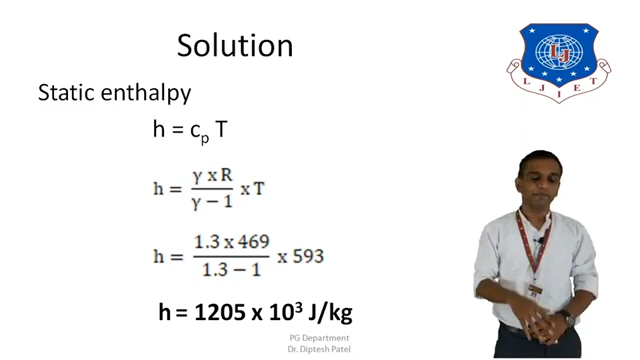 Solution
LJ
L J I E T
Static enthalpy
h = cₚ T
h = γ x R / γ − 1 x T
h = 1.3 x 469 / 1.3 − 1 x 593
h = 1205 x 10³ J/kg
PG Department
Dr. Diptesh Patel